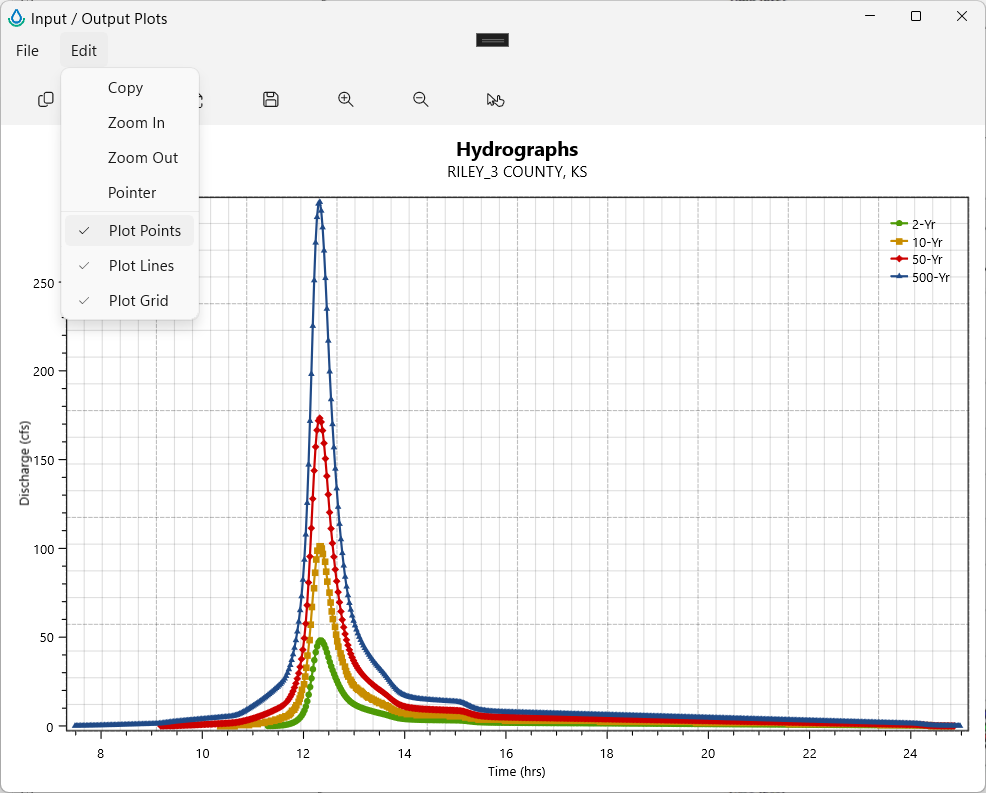 Input / Output Plots
File Edit
Copy
Zoom In
Zoom Out
Pointer
Plot Points
Plot Lines
Plot Grid
Hydrographs
RILEY_3 COUNTY, KS
2-Yr
10-Yr
50-Yr
500-Yr
Discharge (cfs)
250
200
150
100
50
0
8 10 12 14 16 18 20 22 24
Time (hrs)